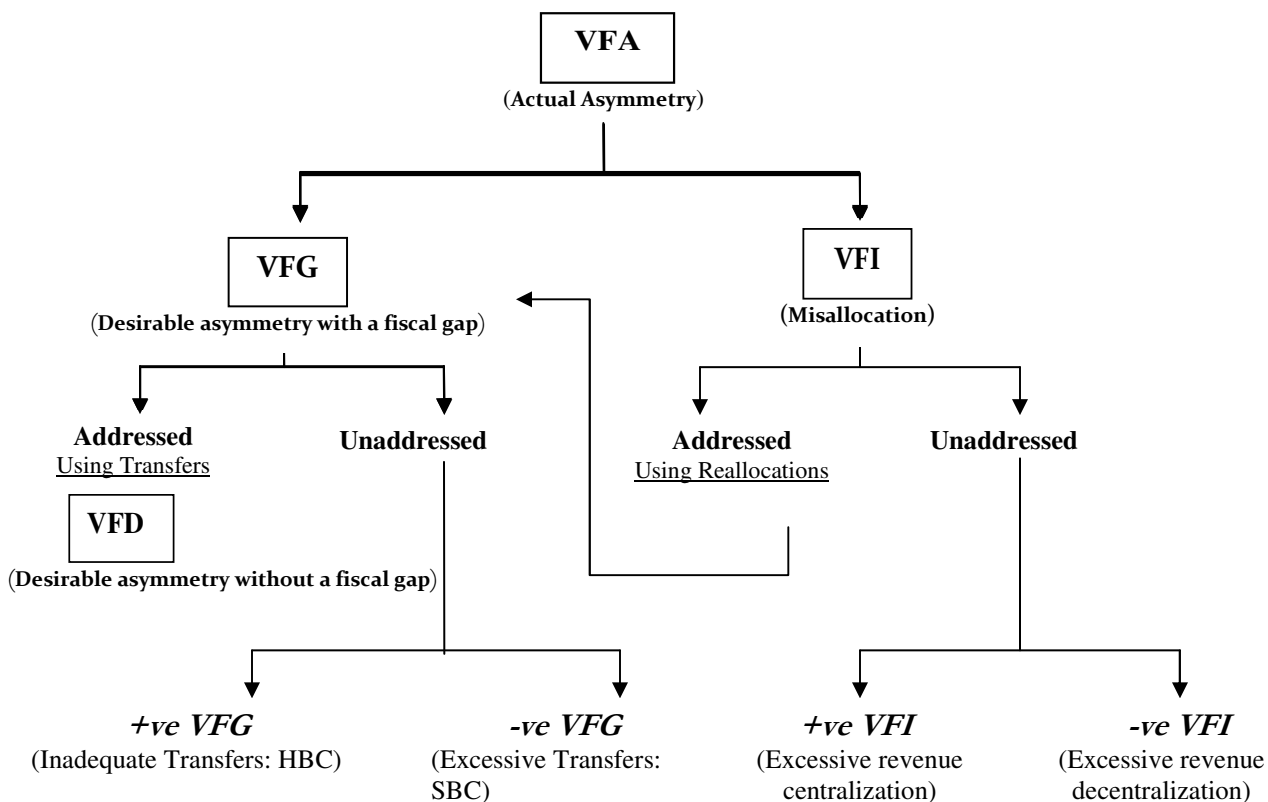 VFA
(Actual Asymmetry)
VFG
(Desirable asymmetry with a fiscal gap)
VFI
(Misallocation)
Addressed
Using Transfers
Unaddressed
Addressed
Using Reallocations
Unaddressed
VFD
(Desirable asymmetry without a fiscal gap)
+ve VFG
(Inadequate Transfers: HBC)
-ve VFG
(Excessive Transfers:
SBC)
+ve VFI
(Excessive revenue
centralization)
-ve VFI
(Excessive revenue
decentralization)